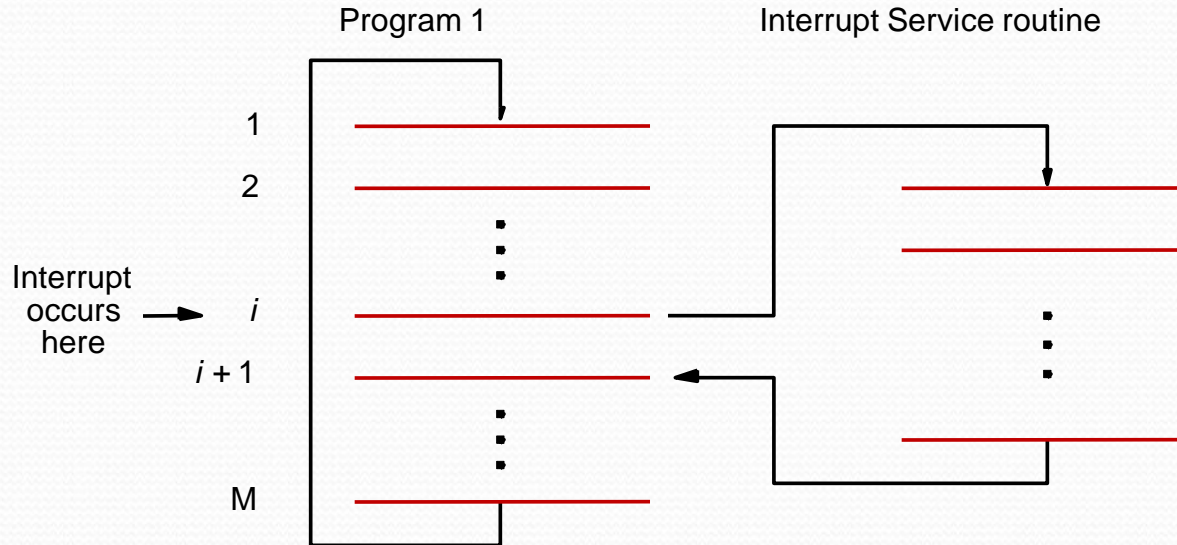 Program 1
Interrupt Service routine
1
2
Interrupt
occurs
here
i
i + 1
M